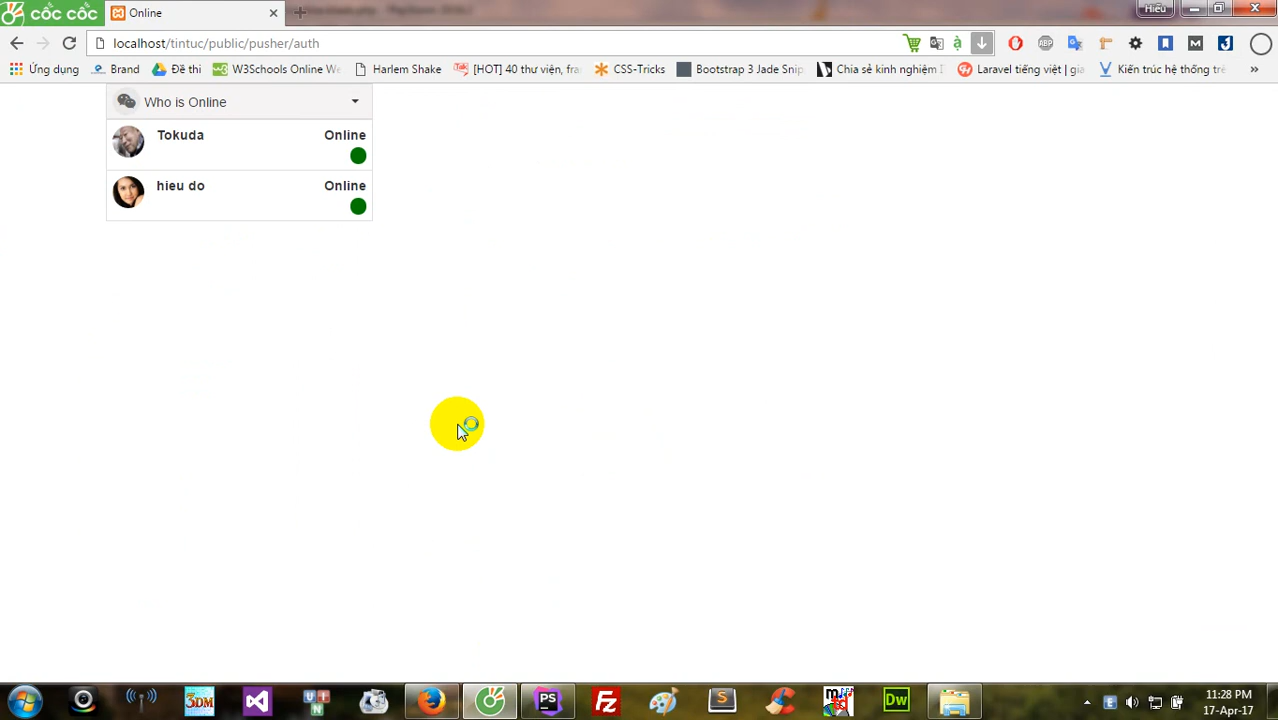 cốc cốc Online Hiếu
localhost/tintuc/public/pusher/auth
Ứng dụng Brand Đề thi W3Schools Online We Harlem Shake [HOT] 40 thư viện, fra CSS-Tricks Bootstrap 3 Jade Snip Chia sẻ kinh nghiệm Laravel tiếng việt | gia Kiến trúc hệ thống trê »
Who is Online
Tokuda Online
hieu do Online
11:28 PM
17-Apr-17